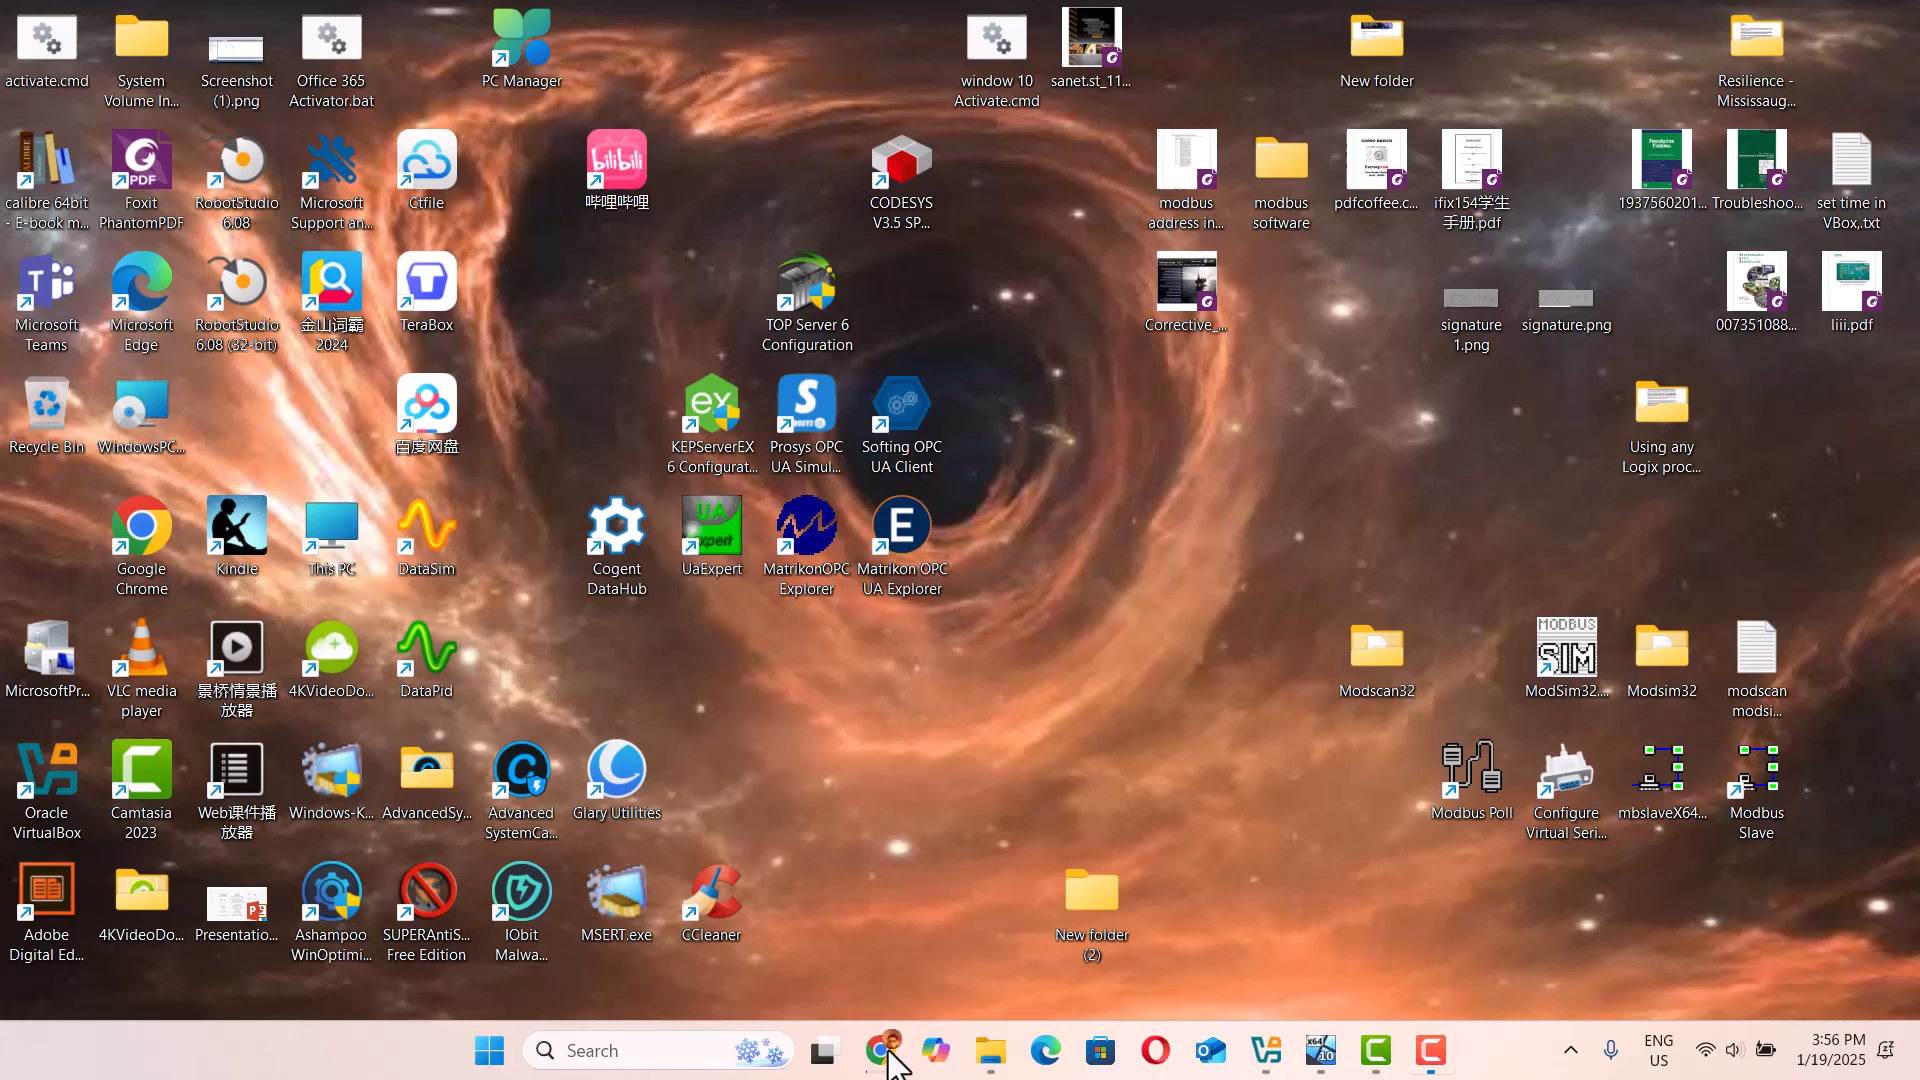 activate.cmd
System
Volume In...
Screenshot
(1).png
Office 365
Activator.bat
PC Manager
window 10
Activate.cmd
sanet.st_11...
New folder
Resilience -
Mississaug...
calibre 64bit
- E-book m...
Foxit
PhantomPDF
RobotStudio
6.08
Microsoft
Support an...
Ctfile
bilibili
哔哩哔哩
CODESYS
V3.5 SP...
modbus
address in...
modbus
software
pdfcoffee.c...
ifix154学生
手册.pdf
1937560201...
Troubleshoo...
set time in
VBox,.txt
Microsoft
Teams
Microsoft
Edge
RobotStudio
6.08 (32-bit)
金山词霸
2024
TeraBox
TOP Server 6
Configuration
Corrective_...
signature
1.png
signature.png
007351088...
liii.pdf
Recycle Bin
WindowsPC...
百度网盘
KEPServerEX
6 Configurat...
Prosys OPC
UA Simul...
Softing OPC
UA Client
Using any
Logix proc...
Google
Chrome
Kindle
This PC
DataSim
Cogent
DataHub
UaExpert
MatrikonOPC
Explorer
Matrikon OPC
UA Explorer
MicrosoftPr...
VLC media
player
景桥情景播
放器
4KVideoDo...
DataPid
Modscan32
MODBUS
SIM
ModSim32....
Modsim32
modscan
modsi...
Oracle
VirtualBox
Camtasia
2023
Web课件播
放器
Windows-K...
AdvancedSy...
Advanced
SystemCa...
Glary Utilities
Modbus Poll
Configure
Virtual Seri...
mbslaveX64...
Modbus
Slave
Adobe
Digital Ed...
4KVideoDo...
Presentatio...
Ashampoo
WinOptimi...
SUPERAntiS...
Free Edition
IObit
Malwa...
MSERT.exe
CCleaner
New folder
(2)
Search
ENG
US
3:56 PM
1/19/2025